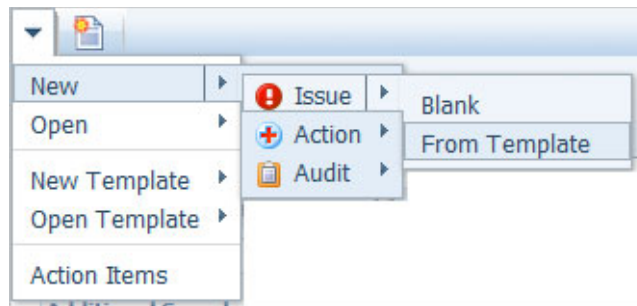 New
Open
New Template
Open Template
Action Items
Issue
Action
Audit
Blank
From Template